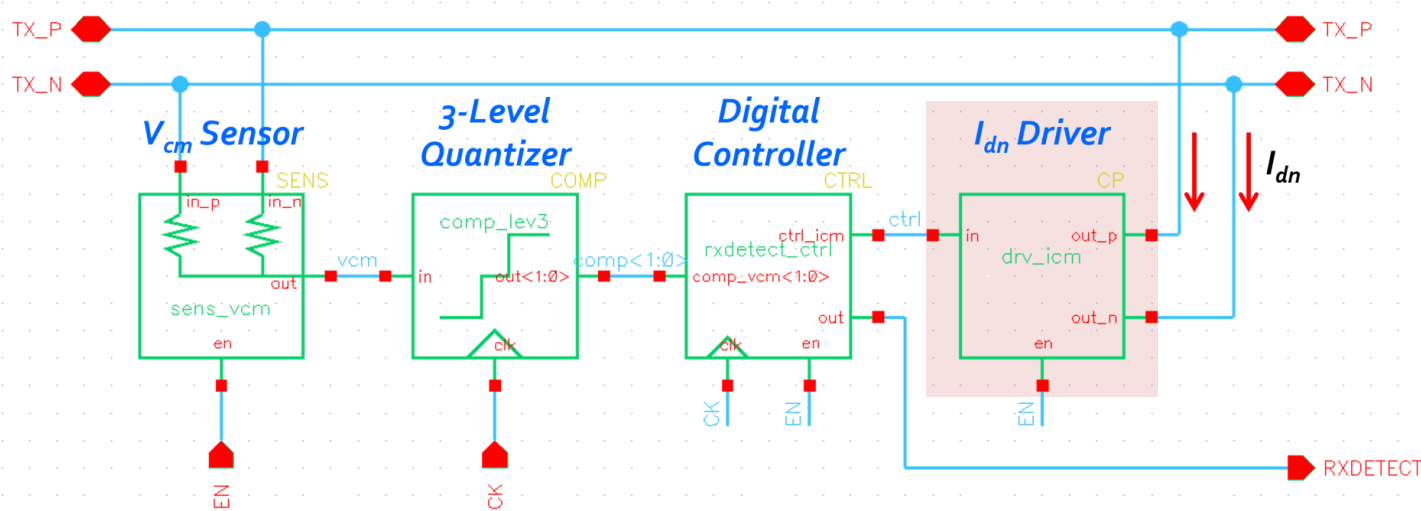 TX_P
TX_P
TX_N
TX_N
Vcm Sensor
3-Level
Quantizer
Digital
Controller
Idn Driver
Idn
SENS
COMP
CTRL
CP
in_p
in_n
comp_lev3
ctrl_icm
ctrl
in
out_p
rxdetect_ctrl
drv_icm
vcm
in
out<1:0>
comp<1:0>
comp_vcm<1:0>
out
sens_vcm
out
out_n
en
clk
clk
en
en
CK
EN
EN
RXDETECT
EN
CK